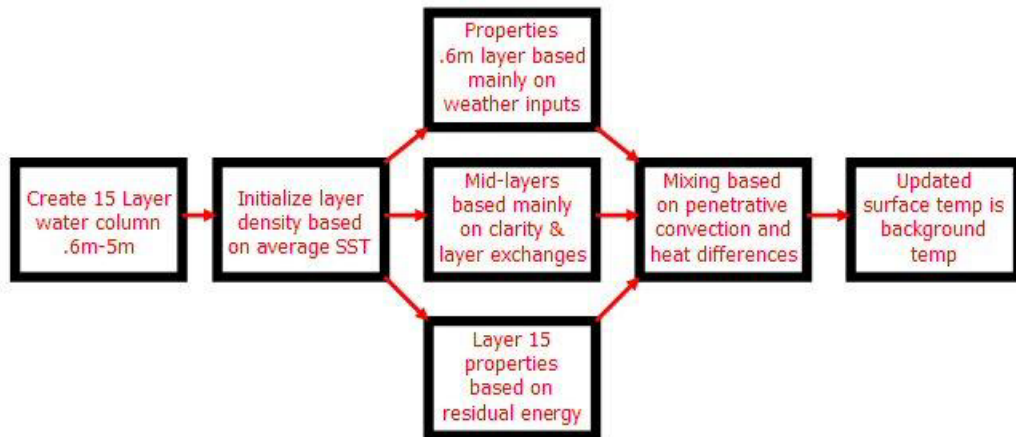 Create 15 Layer
water column
.6m-5m
Initialize layer
density based
on average SST
Properties
.6m layer based
mainly on
weather inputs
Mid-layers
based mainly
on clarity &
layer exchanges
Layer 15
properties
based on
residual energy
Mixing based
on penetrative
convection and
heat differences
Updated
surface temp is
background
temp